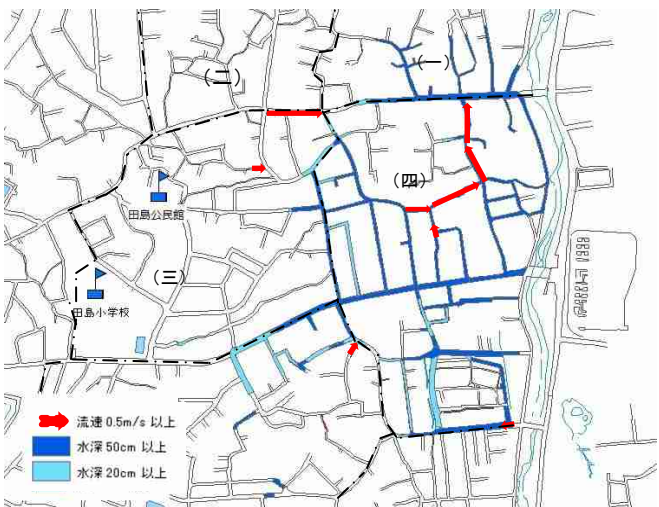 (一)
(二)
(四)
田島公民館
(三)
田島小学校
流速 0.5m/s 以上
水深 50cm 以上
水深 20cm 以上